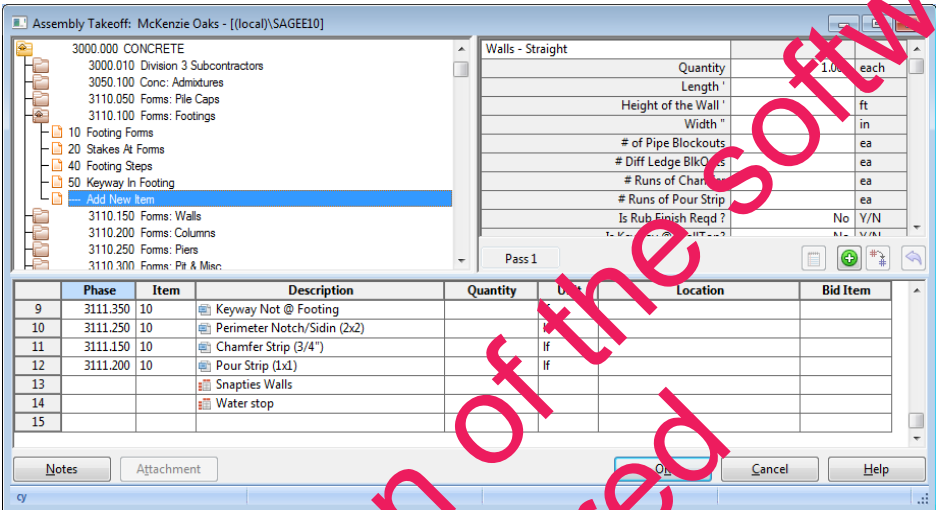 Assembly Takeoff: McKenzie Oaks - [(local)\SAGEE10]
3000.000 CONCRETE
3000.010 Division 3 Subcontractors
3050.100 Conc: Admixtures
3110.050 Forms: Pile Caps
3110.100 Forms: Footings
10 Footing Forms
20 Stakes At Forms
40 Footing Steps
50 Keyway In Footing
--- Add New Item
3110.150 Forms: Walls
3110.200 Forms: Columns
3110.250 Forms: Piers
3110.300 Forms: Pit & Misc
Walls - Straight
Quantity each
Length '
Height of the Wall ' ft
Width " in
# of Pipe Blockouts ea
# Diff Ledge ea
# Runs of ea
# Runs of Pour Strip ea
Is Rub Finish Reqd ? No Y/N
Pass 1
Phase Item Description Quantity Location Bid Item
9 3111.350 10 Keyway Not @ Footing
10 3111.250 10 Perimeter Notch/Sidin (2x2)
11 3111.150 10 Chamfer Strip (3/4") lf
12 3111.200 10 Pour Strip (1x1) lf
13 Snapties Walls
14 Water stop
15
Notes Attachment Cancel Help
cy
of the softw